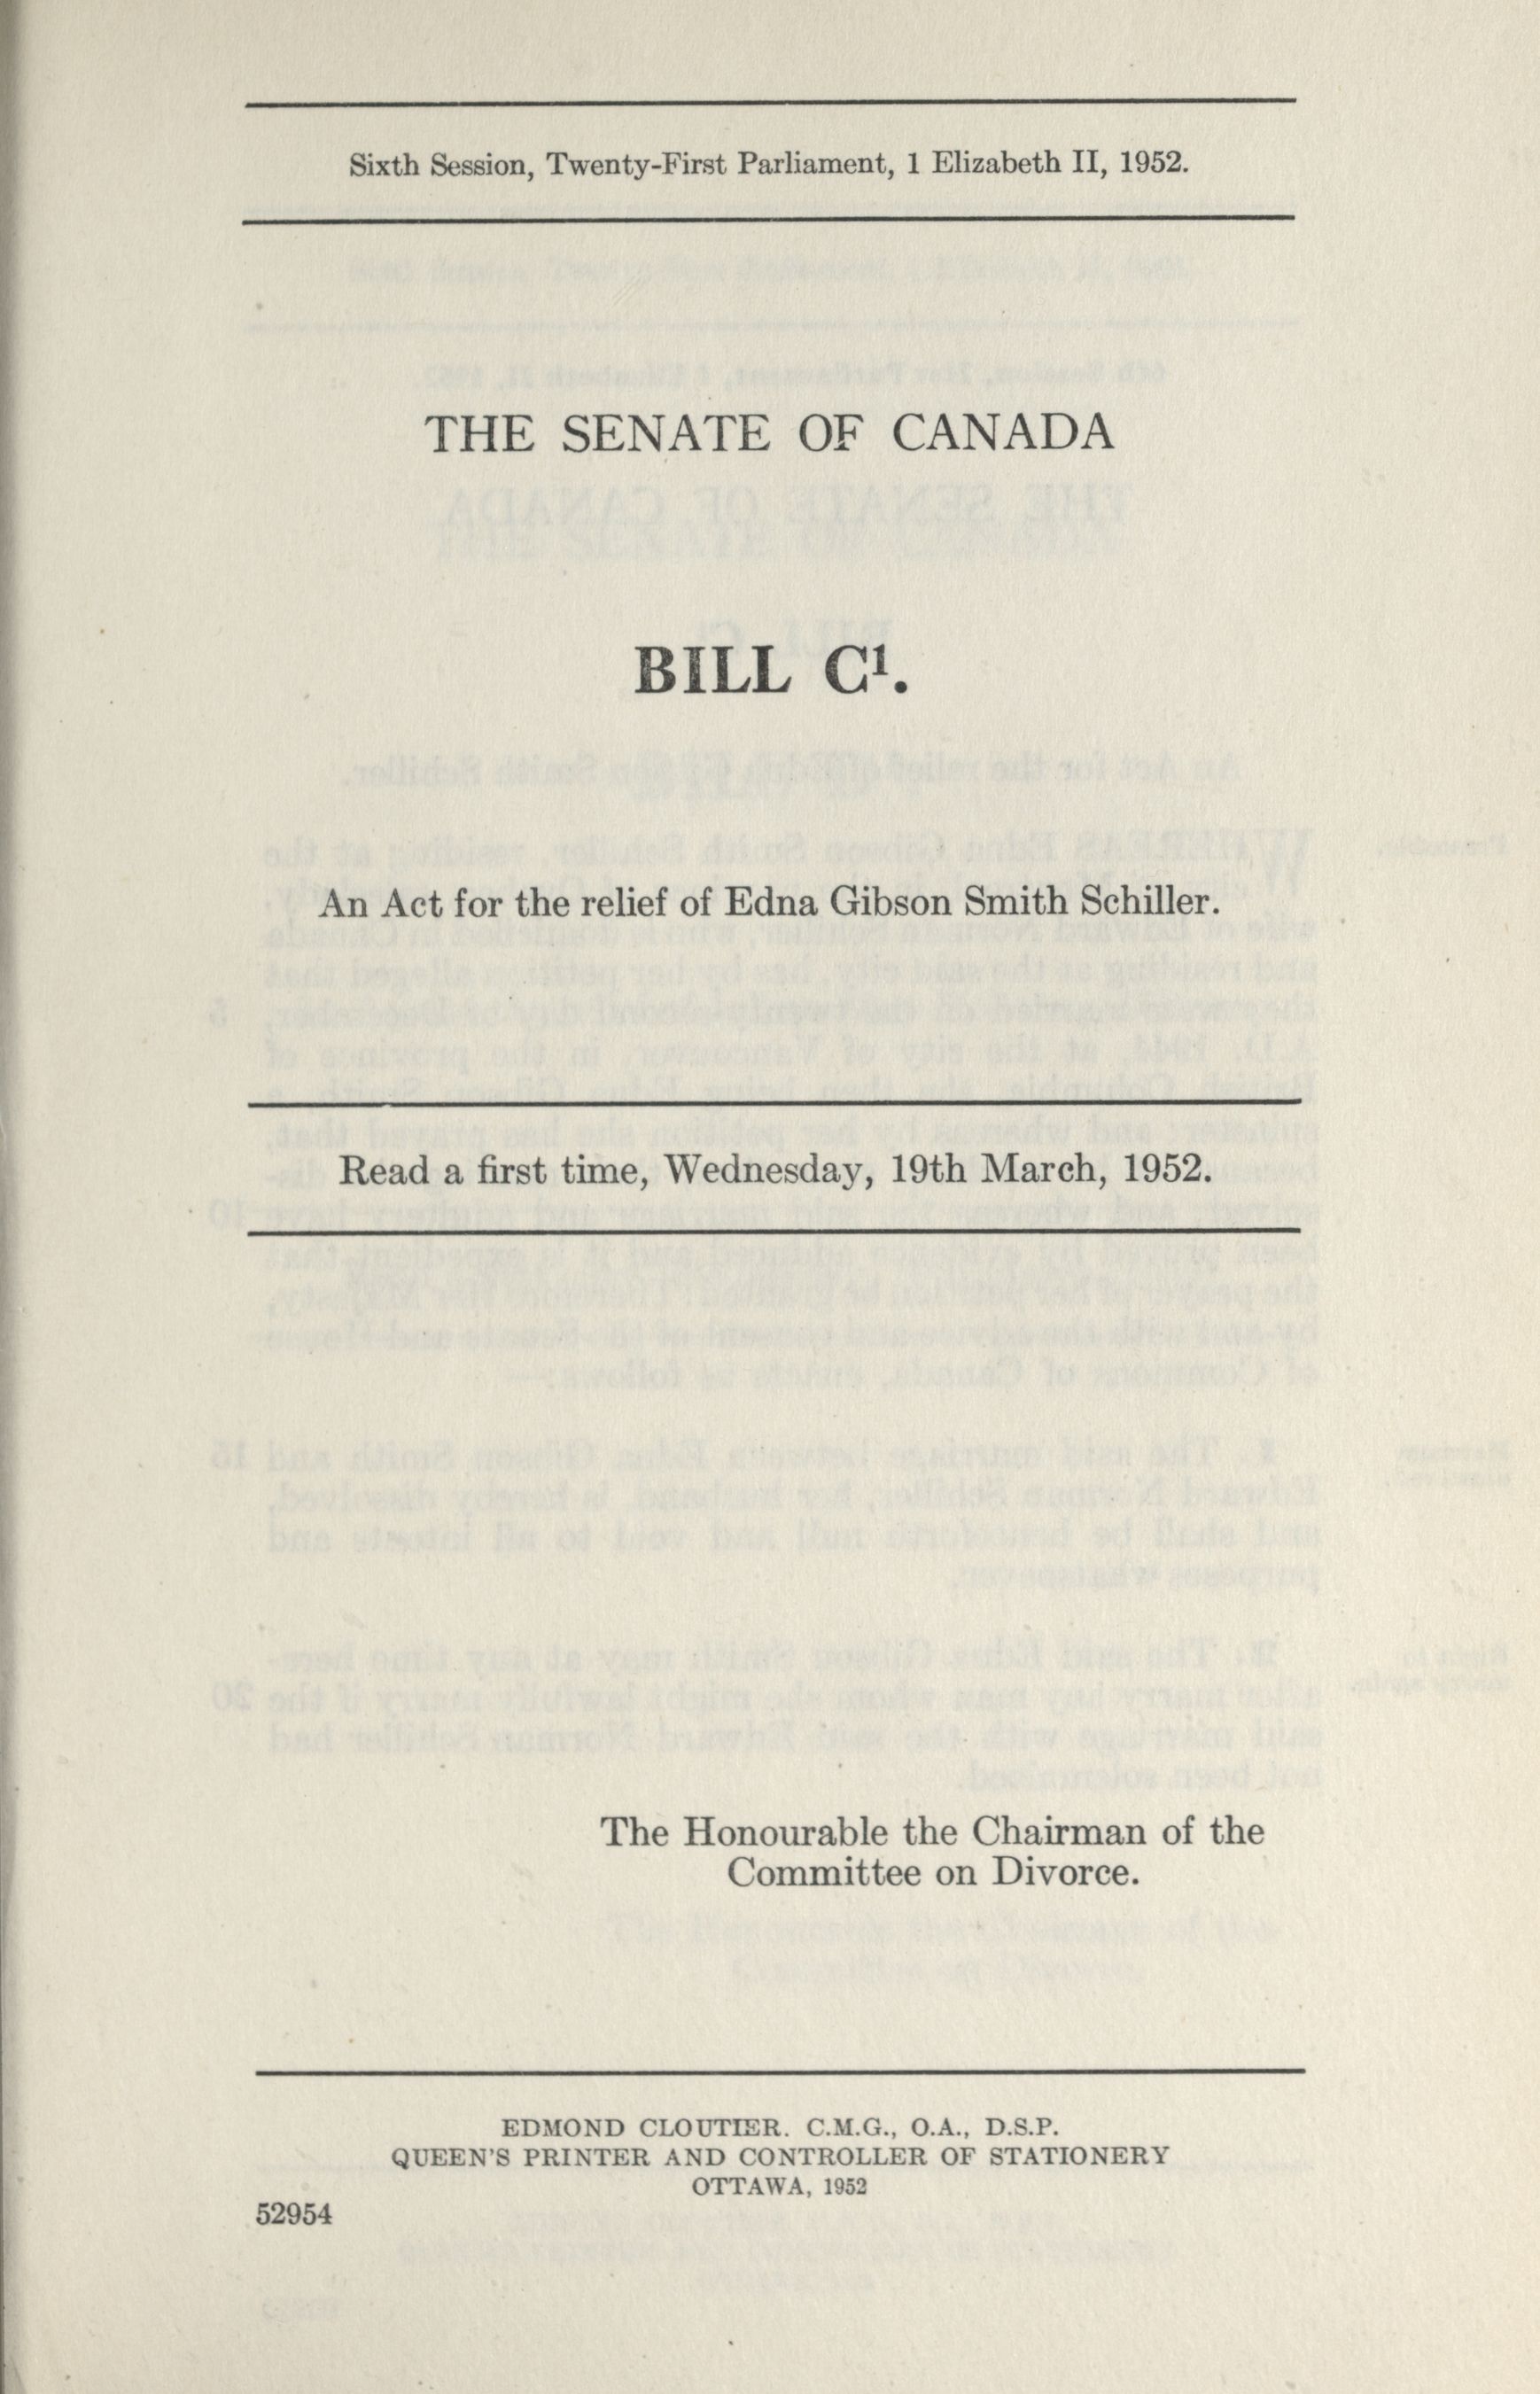 Sixth Session, Twenty-First Parliament, 1 Elizabeth II, 1952.
THE SENATE OF CANADA
BILL C¹.
An Act for the relief of Edna Gibson Smith Schiller.
Read a first time, Wednesday, 19th March, 1952.
The Honourable the Chairman of the
Committee on Divorce.
EDMOND CLOUTIER. C.M.G., O.A., D.S.P.
QUEEN'S PRINTER AND CONTROLLER OF STATIONERY
OTTAWA, 1952
52954